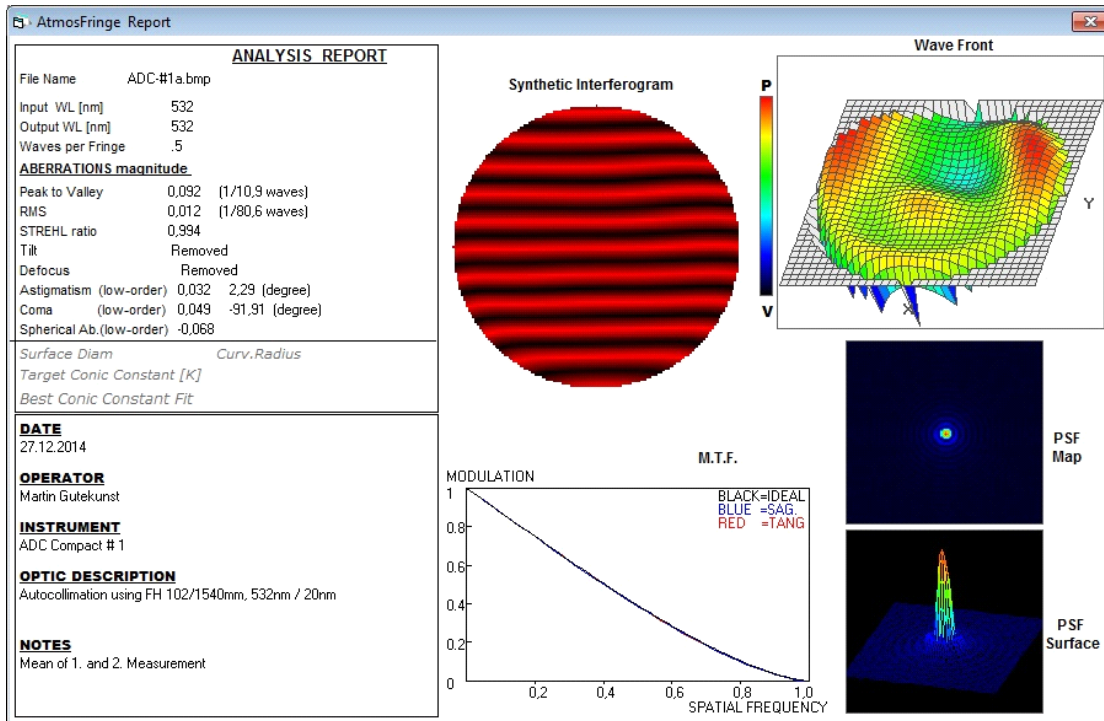 AtmosFringe Report
ANALYSIS REPORT
File Name ADC-#1a.bmp
Input WL [nm] 532
Output WL [nm] 532
Waves per Fringe .5
ABERRATIONS magnitude
Peak to Valley 0,092 (1/10,9 waves)
RMS 0,012 (1/80,6 waves)
STREHL ratio 0,994
Tilt Removed
Defocus Removed
Astigmatism (low-order) 0,032 2,29 (degree)
Coma (low-order) 0,049 -91,91 (degree)
Spherical Ab.(low-order) -0,068
Surface Diam Curv.Radius
Target Conic Constant [K]
Best Conic Constant Fit
DATE
27.12.2014
OPERATOR
Martin Gutekunst
INSTRUMENT
ADC Compact # 1
OPTIC DESCRIPTION
Autocollimation using FH 102/1540mm, 532nm / 20nm
NOTES
Mean of 1. and 2. Measurement
Synthetic Interferogram
P
V
Wave Front
Y
X
M.T.F.
MODULATION
BLACK=IDEAL
BLUE =SAG.
RED =TANG
1
0.8
0.6
0.4
0.2
0
0,2 0,4 0,6 0,8 1,0
SPATIAL FREQUENCY
PSF
Map
PSF
Surface